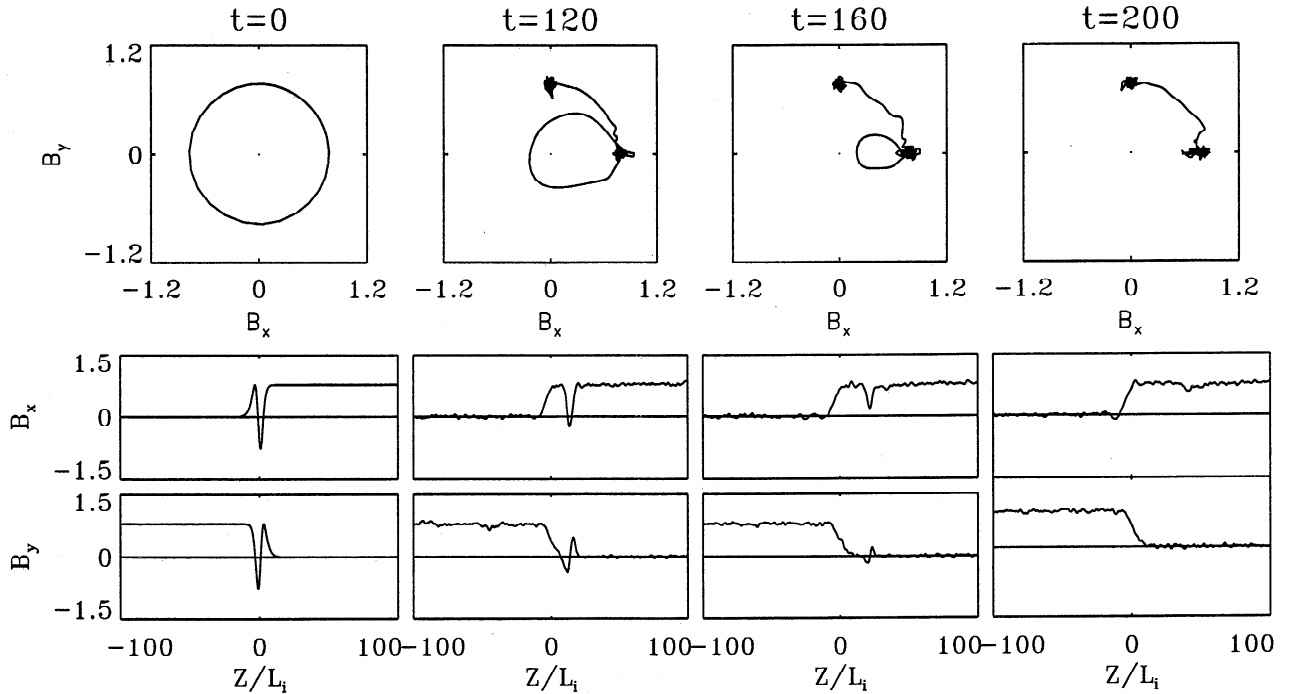 t=0 t=120 t=160 t=200
1.2
B_y 0
−1.2
−1.2 0 1.2 −1.2 0 1.2 −1.2 0 1.2 −1.2 0 1.2
B_x B_x B_x B_x
1.5
B_x 0
−1.5
1.5
B_y 0
−1.5
−100 0 100 −100 0 100 −100 0 100 −100 0 100
Z/L_i Z/L_i Z/L_i Z/L_i